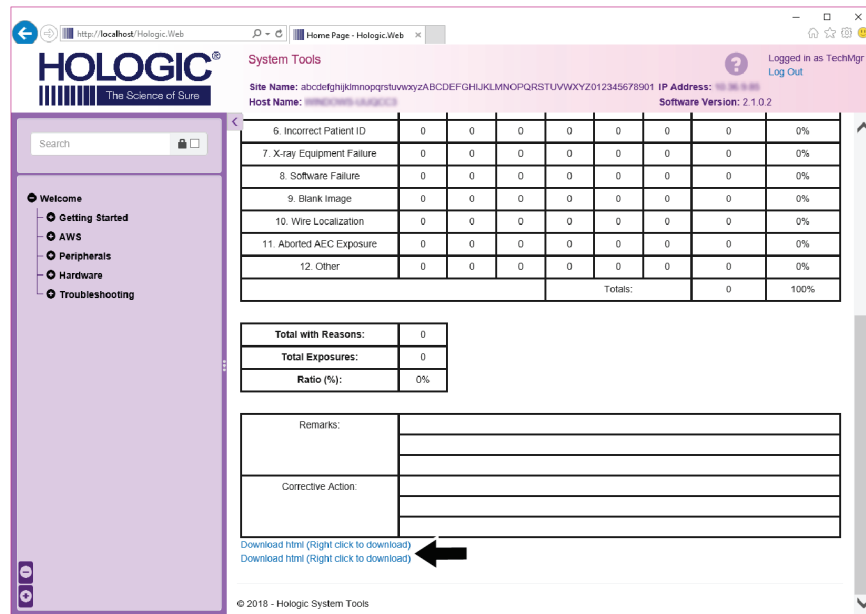 http://localhost/Hologic.Web
Home Page - Hologic.Web
HOLOGIC®
The Science of Sure
System Tools
Logged in as TechMgr
Log Out
Site Name: abcdefghijklmnopqrstuvwxyzABCDEFGHIJKLMNOPQRSTUVWXYZ012345678901 IP Address:
Host Name: Software Version: 2.1.0.2
Search
Welcome
Getting Started
AWS
Peripherals
Hardware
Troubleshooting
6. Incorrect Patient ID 0 0 0 0 0 0 0 0%
7. X-ray Equipment Failure 0 0 0 0 0 0 0 0%
8. Software Failure 0 0 0 0 0 0 0 0%
9. Blank Image 0 0 0 0 0 0 0 0%
10. Wire Localization 0 0 0 0 0 0 0 0%
11. Aborted AEC Exposure 0 0 0 0 0 0 0 0%
12. Other 0 0 0 0 0 0 0 0%
Totals: 0 100%
Total with Reasons: 0
Total Exposures: 0
Ratio (%): 0%
Remarks:
Corrective Action:
Download html (Right click to download)
Download html (Right click to download)
© 2018 - Hologic System Tools